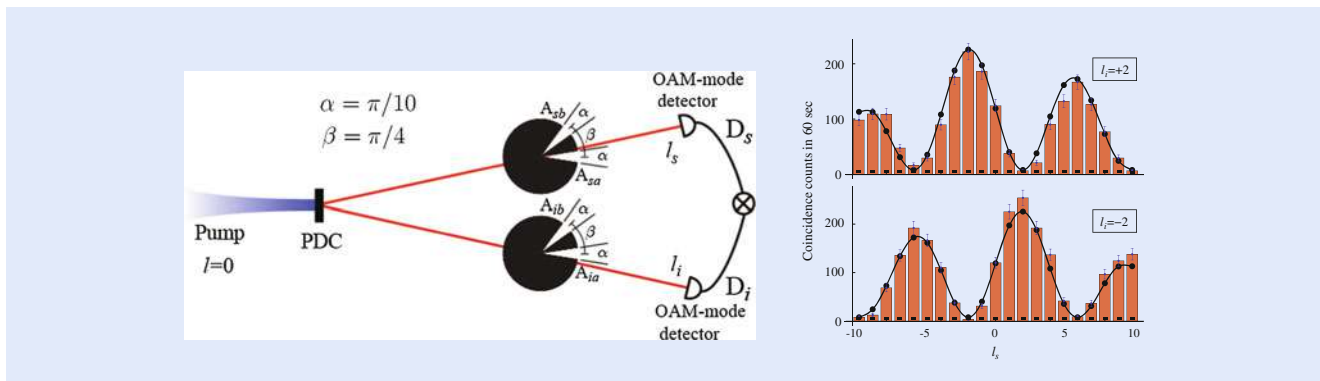 α = π/10
β = π/4
Pump
l=0
PDC
A_sb
α
β
α
A_sa
A_ib
α
β
α
A_ia
OAM-mode
detector
D_s
l_s
l_i
D_i
OAM-mode
detector
Coincidence counts in 60 sec
200
100
0
l_i=+2
200
100
0
l_i=−2
-10
-5
0
5
10
l_s